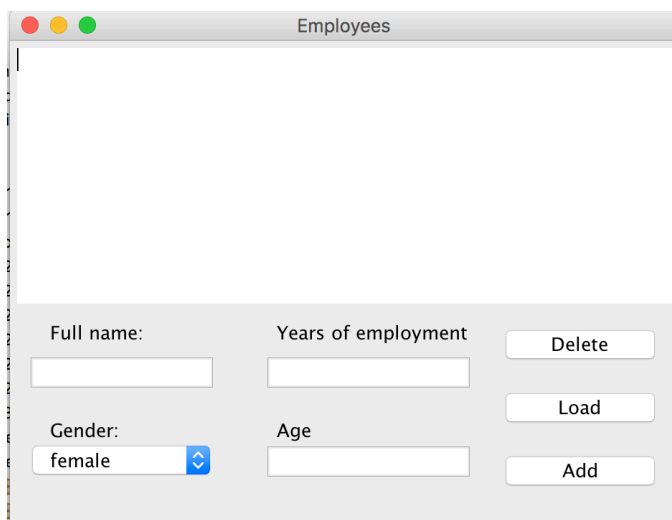 Employees
Full name:
Years of employment
Delete
Load
Gender:
Age
female
Add